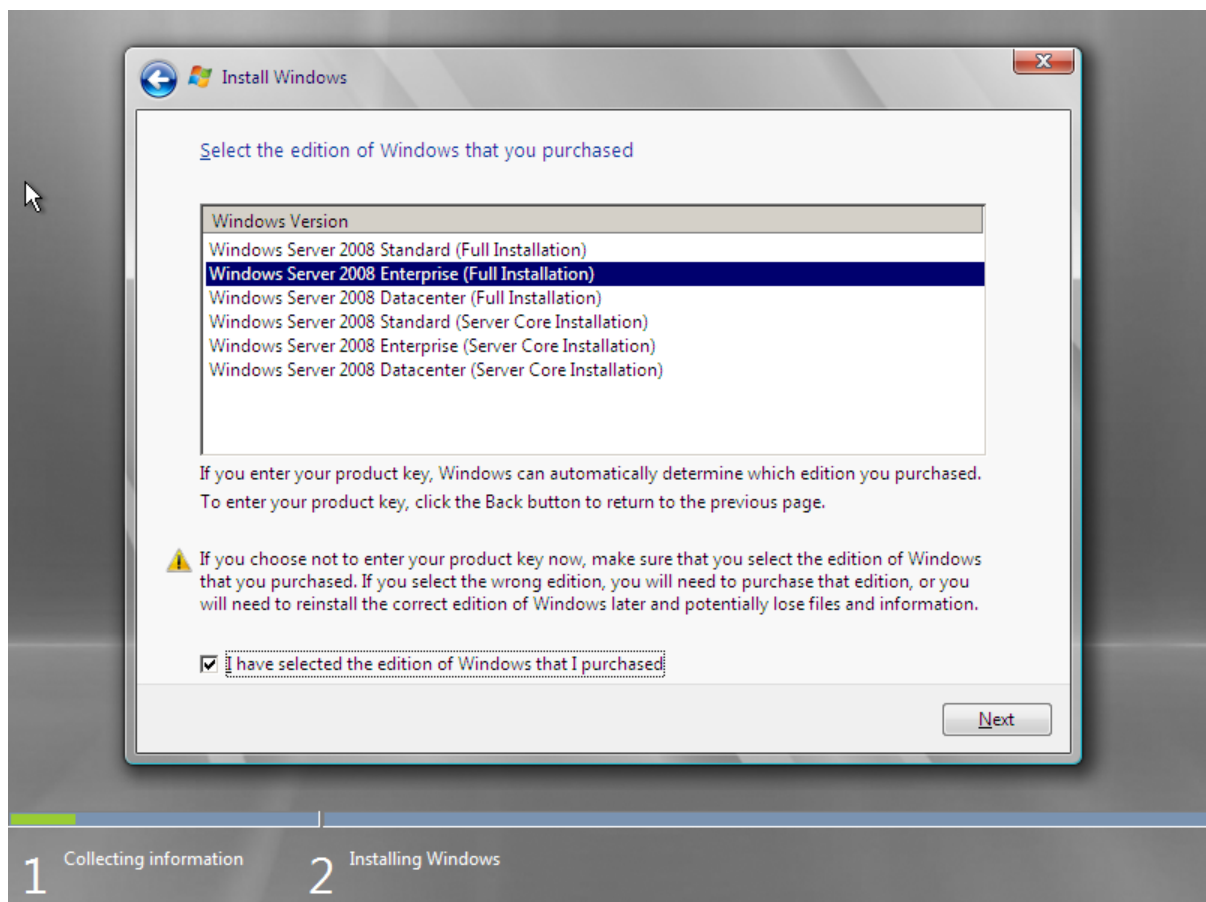 Install Windows
Select the edition of Windows that you purchased
Windows Version
Windows Server 2008 Standard (Full Installation)
Windows Server 2008 Enterprise (Full Installation)
Windows Server 2008 Datacenter (Full Installation)
Windows Server 2008 Standard (Server Core Installation)
Windows Server 2008 Enterprise (Server Core Installation)
Windows Server 2008 Datacenter (Server Core Installation)
If you enter your product key, Windows can automatically determine which edition you purchased.
To enter your product key, click the Back button to return to the previous page.
If you choose not to enter your product key now, make sure that you select the edition of Windows
that you purchased. If you select the wrong edition, you will need to purchase that edition, or you
will need to reinstall the correct edition of Windows later and potentially lose files and information.
I have selected the edition of Windows that I purchased
Next
1 Collecting information
2 Installing Windows